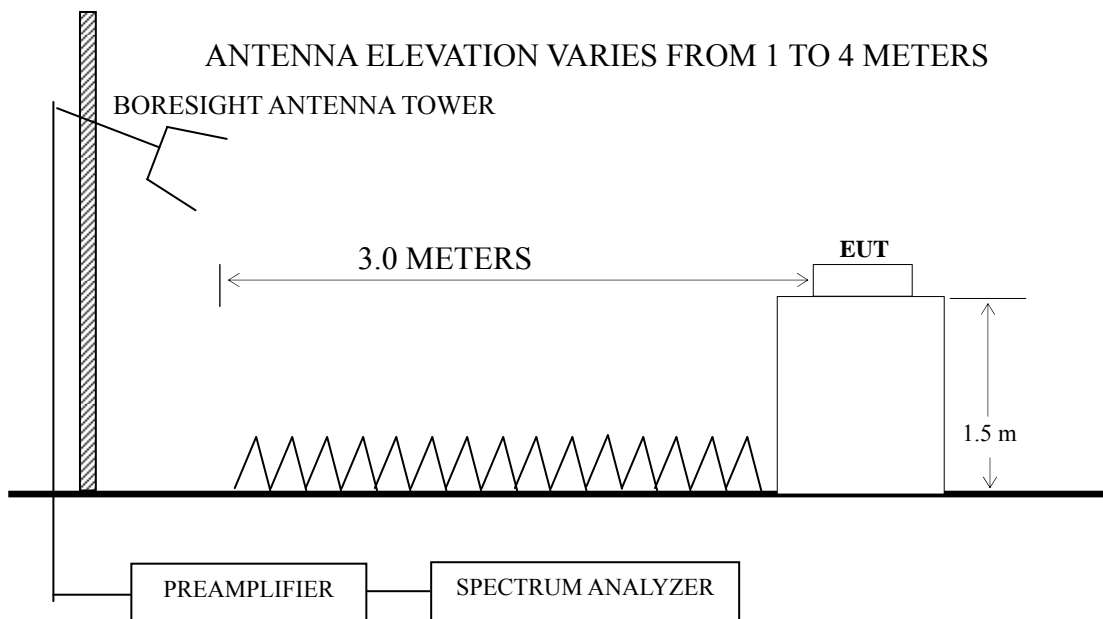 ANTENNA ELEVATION VARIES FROM 1 TO 4 METERS
BORESIGHT ANTENNA TOWER
3.0 METERS
EUT
1.5 m
PREAMPLIFIER
SPECTRUM ANALYZER